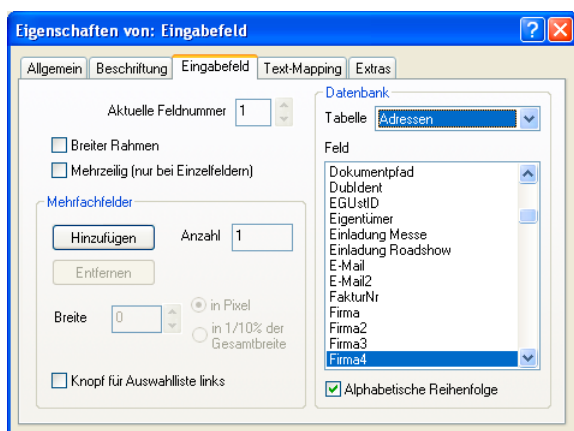 Eigenschaften von: Eingabefeld
Allgemein Beschriftung Eingabefeld Text-Mapping Extras
Aktuelle Feldnummer 1
Breiter Rahmen
Mehrzeilig (nur bei Einzelfeldern)
Mehrfachfelder
Hinzufügen Anzahl 1
Entfernen
Breite 0
in Pixel
in 1/10% der
Gesamtbreite
Knopf für Auswahlliste links
Datenbank
Tabelle Adressen
Feld
Dokumentpfad
DubIdent
EGUstID
Eigentümer
Einladung Messe
Einladung Roadshow
E-Mail
E-Mail2
FakturNr
Firma
Firma2
Firma3
Firma4
Alphabetische Reihenfolge